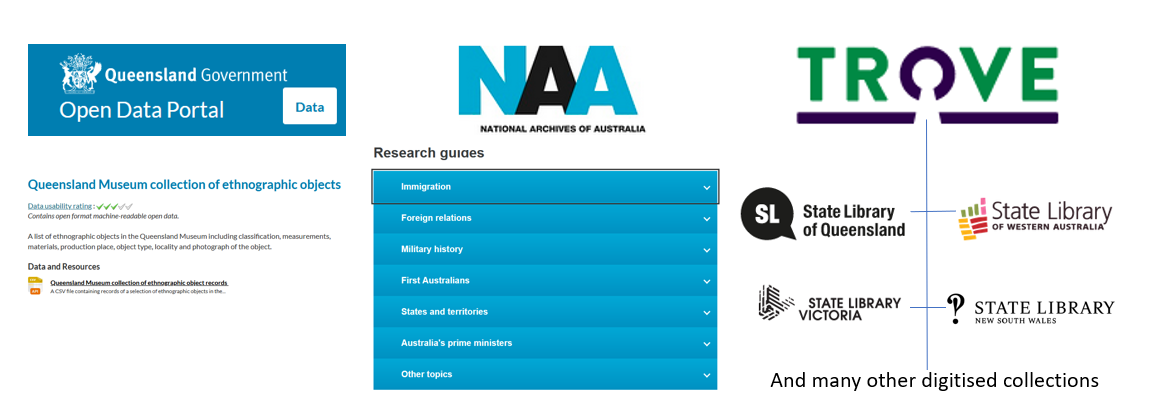 Queensland Government
Open Data Portal
Data
Queensland Museum collection of ethnographic objects
Data usability rating :
Contains open format machine-readable open data.
A list of ethnographic objects in the Queensland Museum including classification, measurements,
materials, production place, object type, locality and photograph of the object.
Data and Resources
Queensland Museum collection of ethnographic object records
A CSV file containing records of a selection of ethnographic objects in the...
NAA
NATIONAL ARCHIVES OF AUSTRALIA
Research guides
Immigration
Foreign relations
Military history
First Australians
States and territories
Australia's prime ministers
Other topics
TROVE
SL
State Library
of Queensland
State Library
OF WESTERN AUSTRALIA
STATE LIBRARY
VICTORIA
STATE LIBRARY
NEW SOUTH WALES
And many other digitised collections